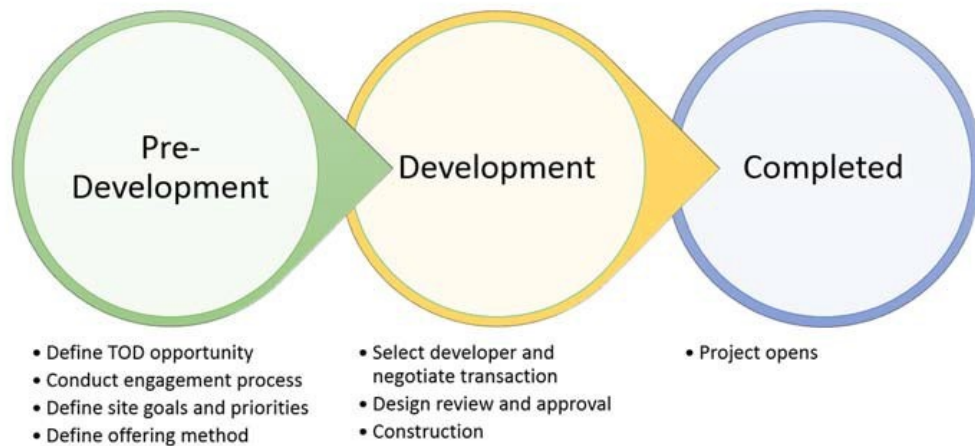 Pre-
Development
Development
Completed
• Define TOD opportunity
• Conduct engagement process
• Define site goals and priorities
• Define offering method
• Select developer and
negotiate transaction
• Design review and approval
• Construction
• Project opens